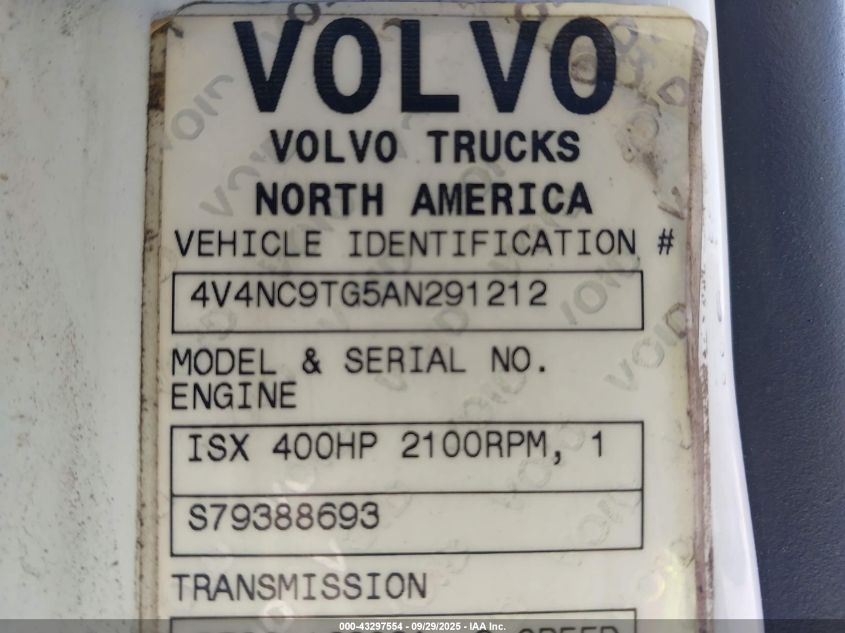 VOLVO
VOLVO TRUCKS
NORTH AMERICA
VEHICLE IDENTIFICATION #
4V4NC9TG5AN291212
MODEL & SERIAL NO.
ENGINE
ISX 400HP 2100RPM, 1
S79388693
TRANSMISSION
SPEED
000-43297554 - 09/29/2025 - IAA Inc.